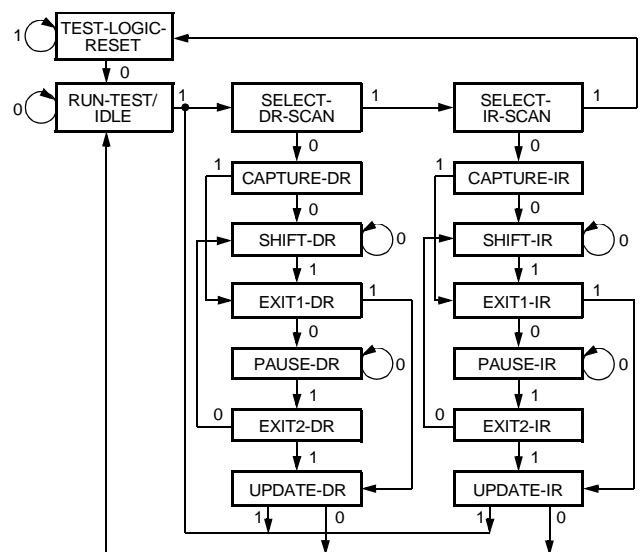 TEST-LOGIC-
RESET
1
0
RUN-TEST/
IDLE
0
1
SELECT-
DR-SCAN
1
SELECT-
IR-SCAN
1
0
0
1
CAPTURE-DR
1
CAPTURE-IR
0
0
SHIFT-DR
0
SHIFT-IR
0
1
1
EXIT1-DR
1
EXIT1-IR
1
0
0
PAUSE-DR
0
PAUSE-IR
0
1
1
0
EXIT2-DR
0
EXIT2-IR
1
1
UPDATE-DR
UPDATE-IR
1
0
1
0